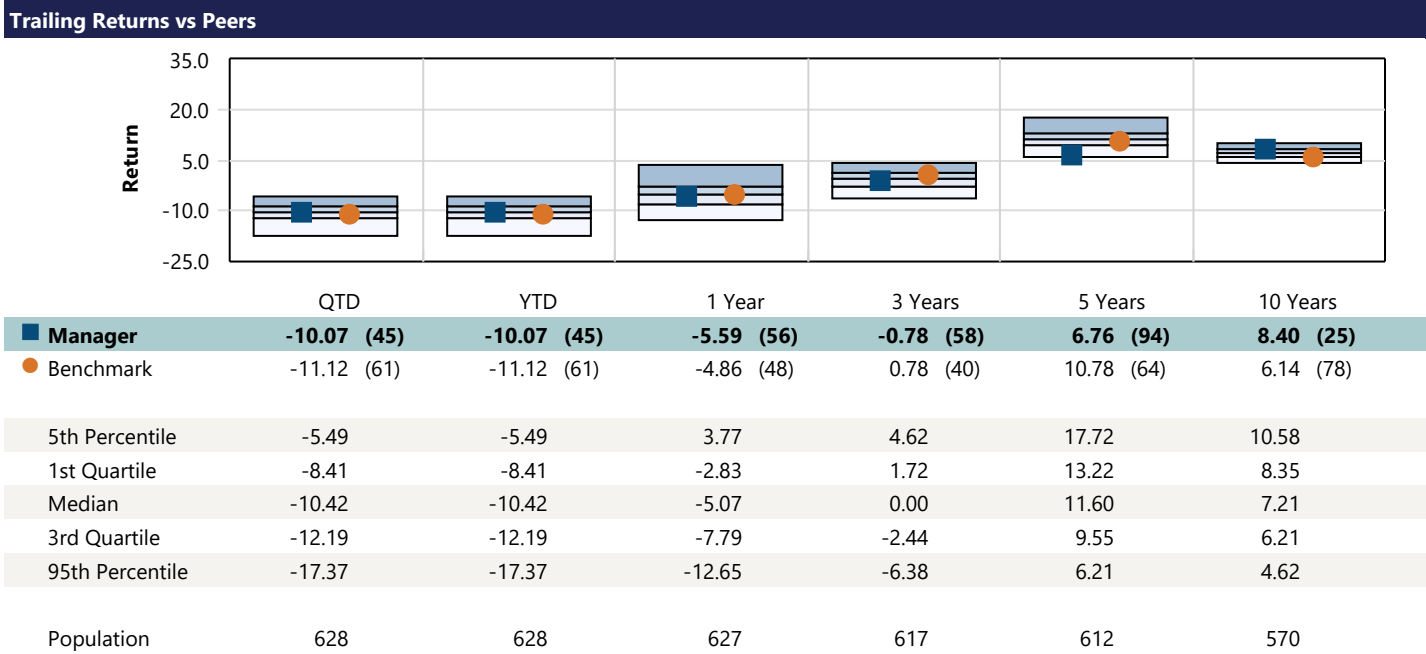 Trailing Returns vs Peers
35.0
20.0
5.0
-10.0
-25.0
Return
QTD YTD 1 Year 3 Years 5 Years 10 Years
Manager -10.07 (45) -10.07 (45) -5.59 (56) -0.78 (58) 6.76 (94) 8.40 (25)
Benchmark -11.12 (61) -11.12 (61) -4.86 (48) 0.78 (40) 10.78 (64) 6.14 (78)
5th Percentile -5.49 -5.49 3.77 4.62 17.72 10.58
1st Quartile -8.41 -8.41 -2.83 1.72 13.22 8.35
Median -10.42 -10.42 -5.07 0.00 11.60 7.21
3rd Quartile -12.19 -12.19 -7.79 -2.44 9.55 6.21
95th Percentile -17.37 -17.37 -12.65 -6.38 6.21 4.62
Population 628 628 627 617 612 570